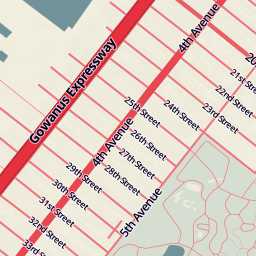 4th Avenue
20
21st Street
22nd Street
23rd Street
24th Street
25th Street
Gowanus Expressway
4th Avenue
26th Street
27th Street
28th Street
29th Street
30th Street
31st Street
32nd Street
33rd
5th Avenue